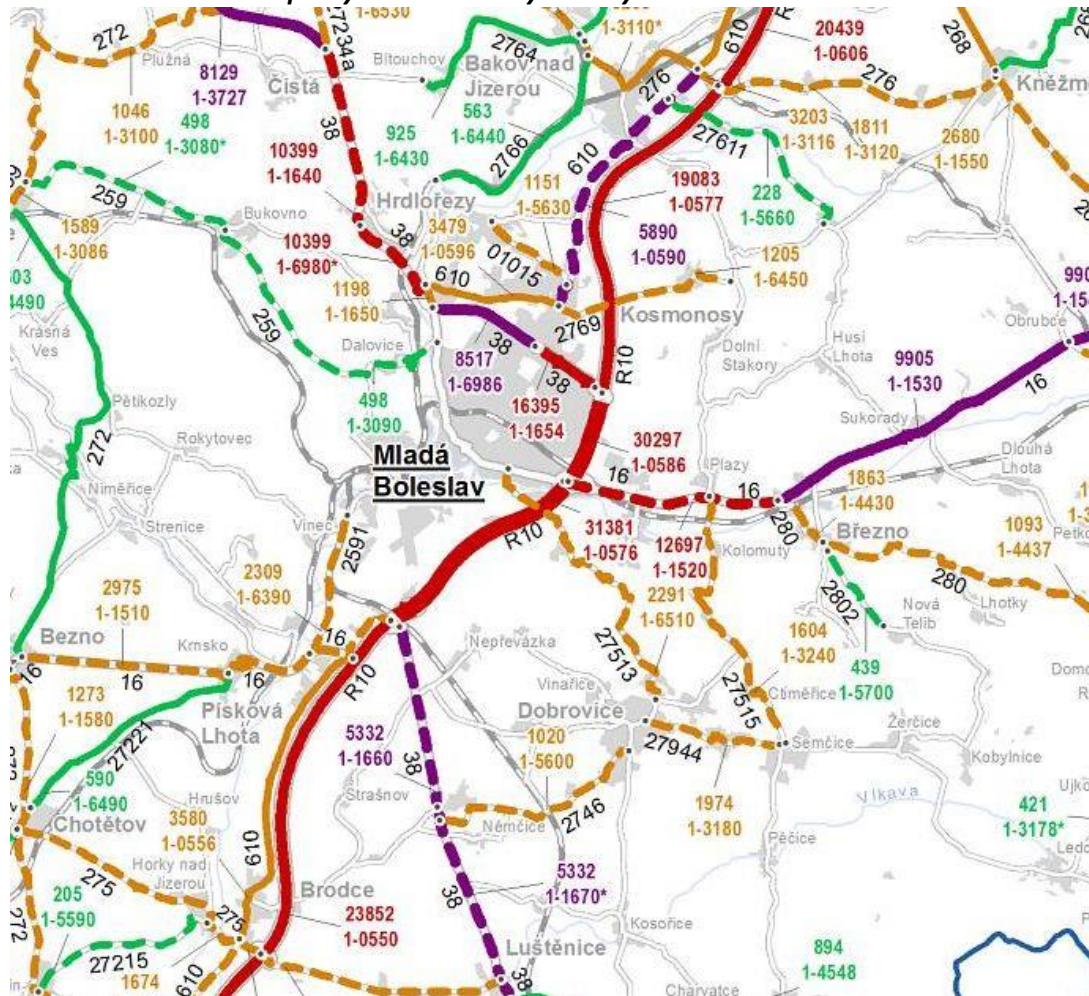 272
1-6530
27234a
Plužná
8129
1-3727
Čistá
Bítouchov
2764
Bakov nad
Jizerou
1-3110*
610
R
20439
1-0606
268
Kněžm
1046
1-3100
498
1-3080*
38
925
1-6430
563
1-6440
2766
276
276
3203
1-3116
1811
1-3120
2680
1-1550
27611
10399
1-1640
610
1151
1-5630
19083
1-0577
228
1-5660
259
Bukovno
Hrdlořezy
1589
1-3086
10399
1-6980*
38
3479
1-0596
01015
5890
1-0590
1205
1-6450
610
1198
1-1650
2769
Kosmonosy
Obrubce
4490
Krásná
Ves
259
Dalovice
38
8517
1-6986
38
R10
Dolní
Stakory
Husí
Lhota
9905
1-1530
16
498
1-3090
16395
1-1654
Sukorady
Pětikozly
272
Rokytovec
Mladá
Boleslav
30297
1-0586
16
Plazy
16
1863
1-4430
Dlouhá
Lhota
Niměřice
Strenice
Vinec
2591
R10
31381
1-0576
12697
1-1520
Kolomuty
280
Březno
1093
1-4437
2975
1-1510
2309
1-6390
2291
1-6510
280
Lhotky
2802
Nová
Telib
Bezno
Krnsko
16
Nepřevázka
27513
1604
1-3240
439
1-5700
16
16
16
R10
1273
1-1580
Písková
Lhota
Vinařice
Dobrovice
27515
Ctiměřice
27221
5332
1-1660
38
1020
1-5600
27944
Semčice
Žerčice
Kobylnice
590
1-6490
Strašnov
Chotětov
Hrušov
3580
1-0556
Němčice
2746
1974
1-3180
Vlkava
421
1-3178*
Pěčice
610
Horky nad
Jizerou
275
205
1-5590
Brodce
5332
1-1670*
38
272
275
23852
1-0550
Kosořice
27215
1674
610
Luštěnice
38
894
1-4548
Charvatce